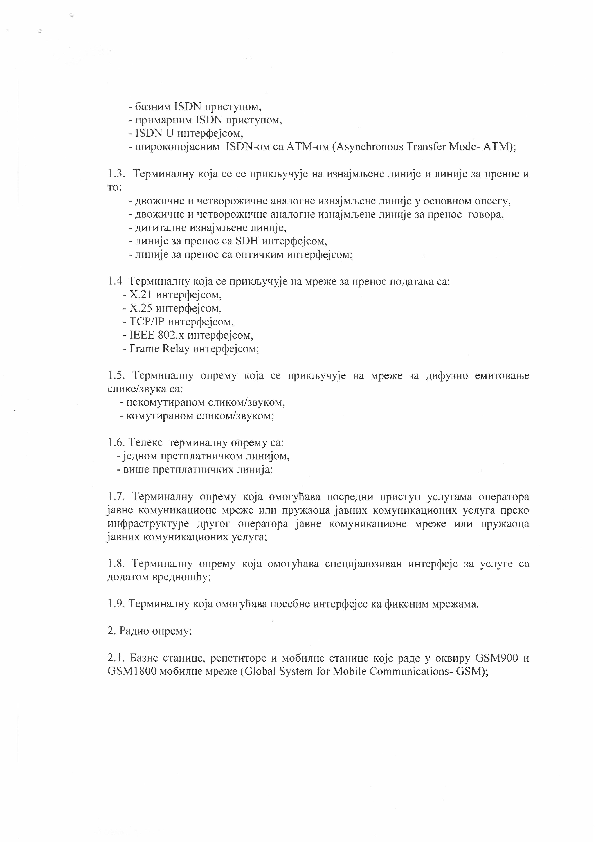 - базним ISDN приступом,
- примарним ISDN приступом,
- ISDN U интерфејсом,
- широкопојасним ISDN-ом са ATM-ом (Asynchronous Transfer Mode- ATM);
1.3. Терминалну која се се прикључује на изнајмљене линије и линије за пренос и
то:
- двожичне и четворожичне аналогне изнајмљене линије у основном опсегу,
- двожичне и четворожичне аналогне изнајмљене линије за пренос говора,
- дигиталне изнајмљене линије,
- линије за пренос са SDH интерфејсом,
- линије за пренос са оптичким интерфејсом;
1.4 Терминалну која се прикључује на мреже за пренос података са:
- X.21 интерфејсом,
- X.25 интерфејсом,
- TCP/IP интерфејсом,
- IEEE 802.x интерфејсом,
- Frame Relay интерфејсом;
1.5. Терминалну опрему која се прикључује на мреже за дифузно емитовање
слике/звука са:
- некомутираном сликом/звуком,
- комутираном сликом/звуком;
1.6. Телекс терминалну опрему са:
- једном претплатничком линијом,
- више претплатничких линија;
1.7. Терминалну опрему која омогућава посредни приступ услугама оператора
јавне комуникационе мреже или пружаоца јавних комуникационих услуга преко
инфраструктуре другог оператора јавне комуникационе мреже или пружаоца
јавних комуникационих услуга;
1.8. Терминалну опрему која омогућава специјализиван интерфејс за услуге са
додатом вредношћу;
1.9. Терминалну која омогућава посебне интерфејсе ка фиксним мрежама.
2. Радио опрему:
2.1. Базне станице, репетиторе и мобилне станице које раде у оквиру GSM900 и
GSM1800 мобилне мреже (Global System for Mobile Communications- GSM);